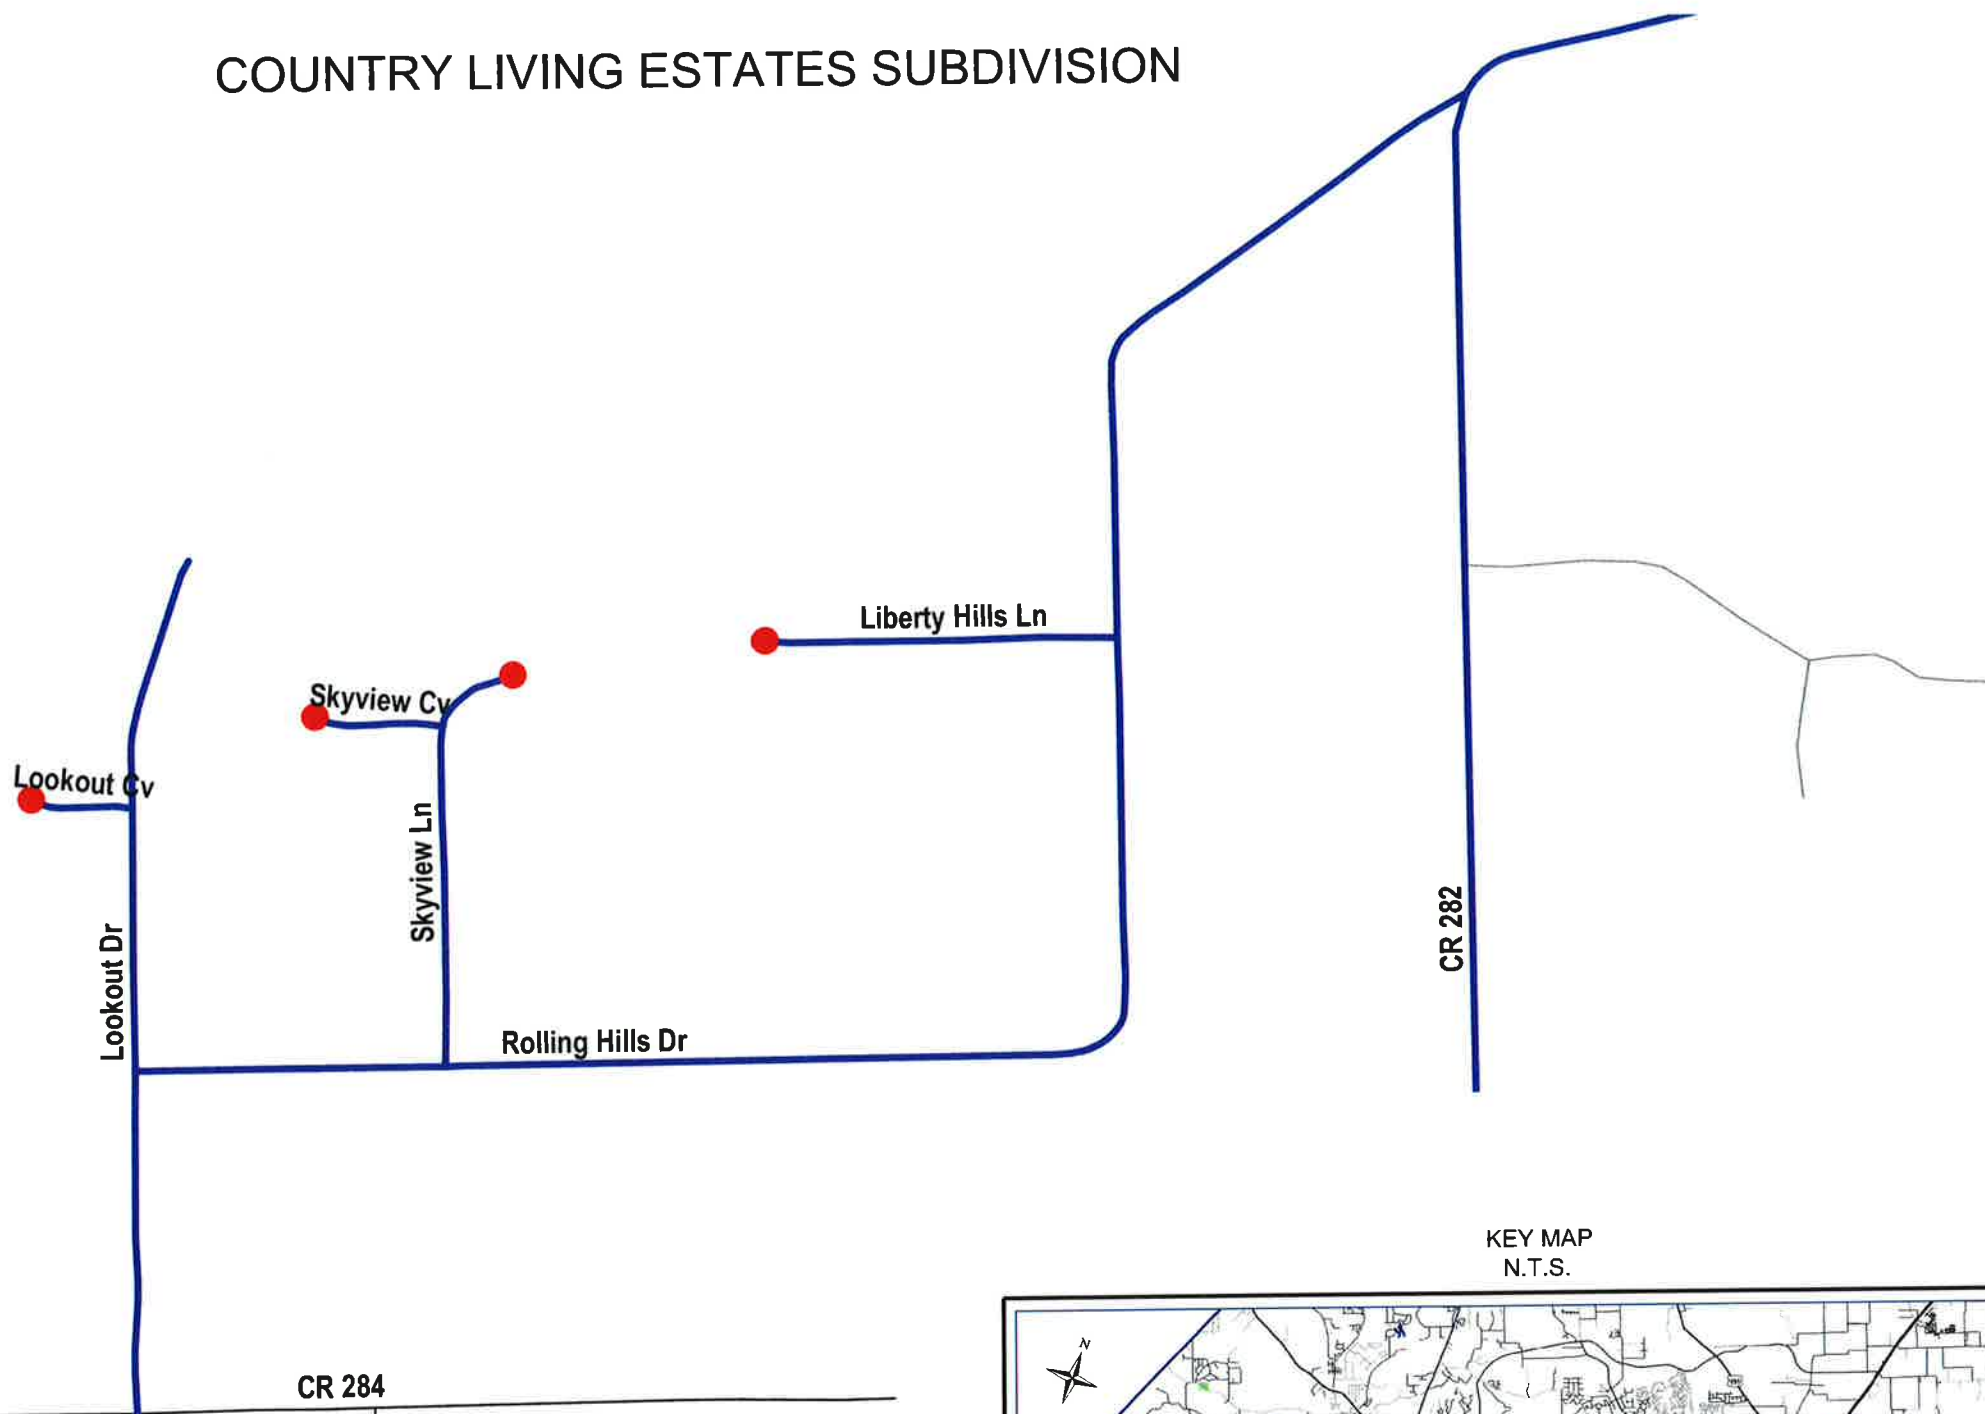 COUNTRY LIVING ESTATES SUBDIVISION
Liberty Hills Ln
Skyview Cv
Lookout Cv
Skyview Ln
Lookout Dr
CR 282
Rolling Hills Dr
KEY MAP
N.T.S.
N
CR 284